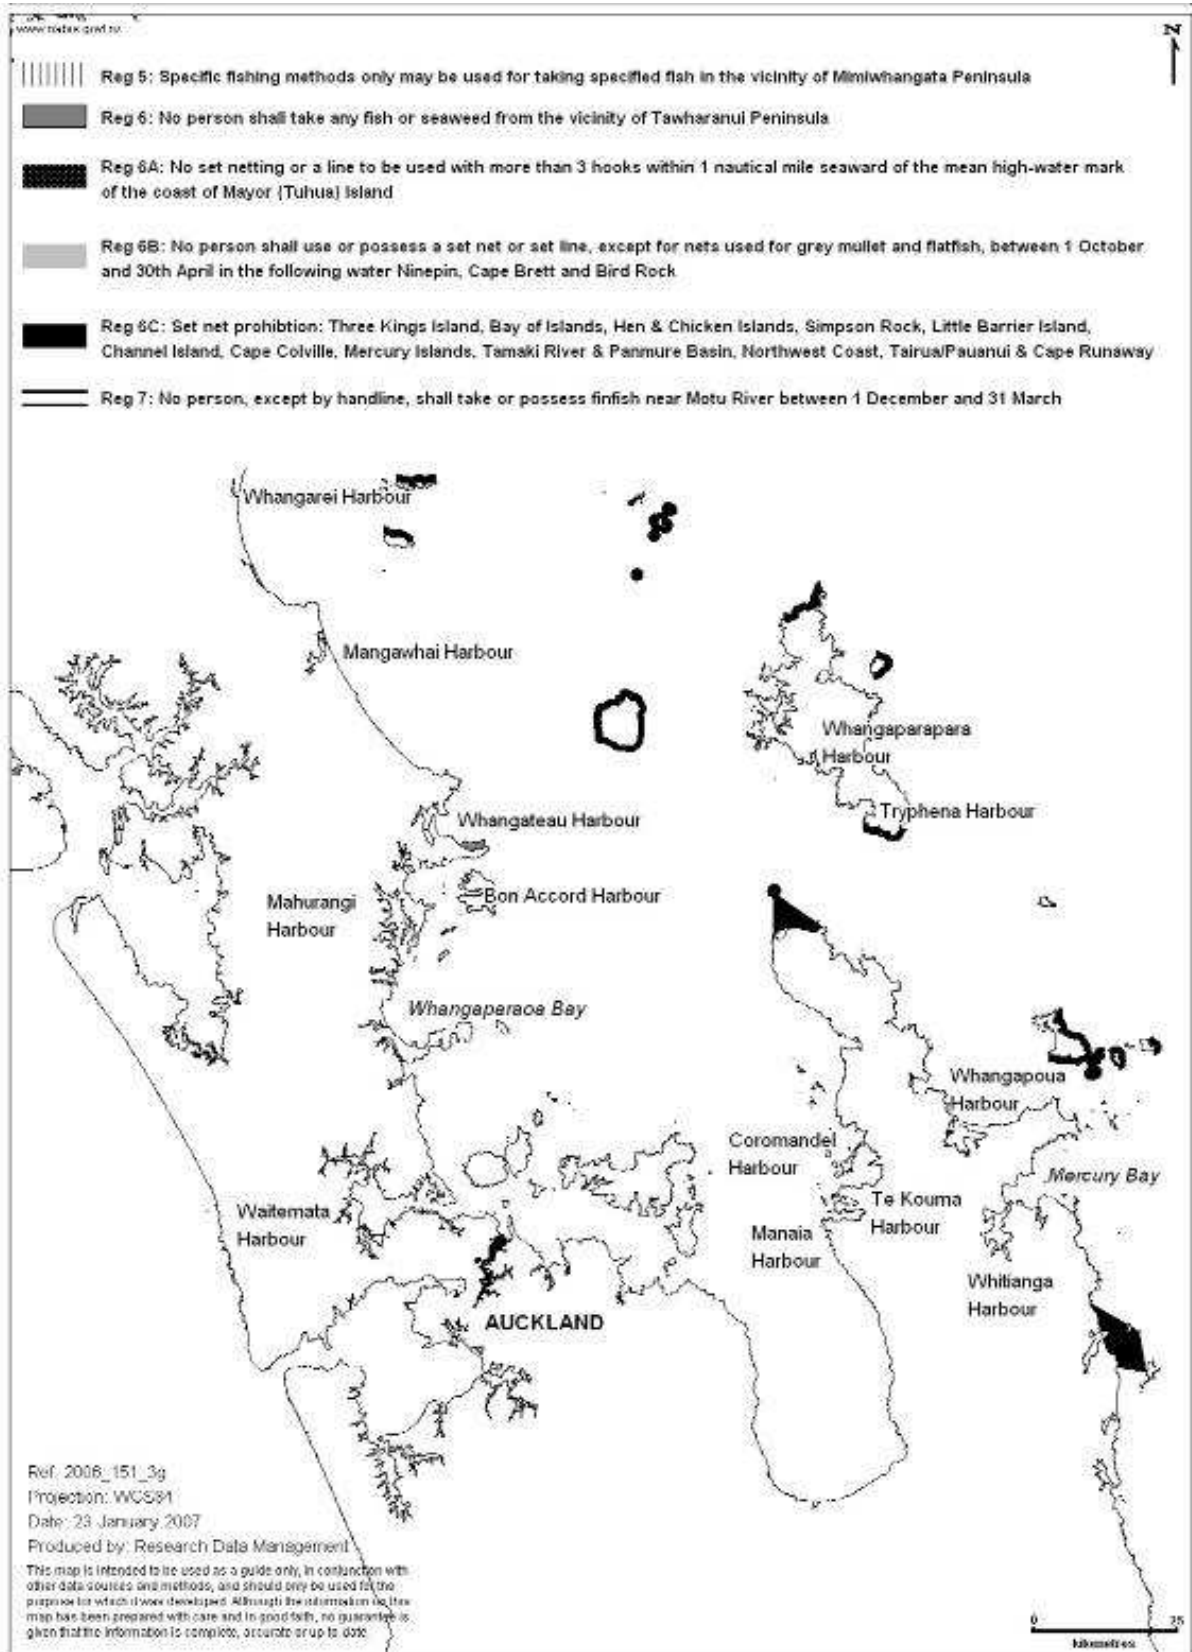 N
Reg 5: Specific fishing methods only may be used for taking specified fish in the vicinity of Mimiwhangata Peninsula
Reg 6: No person shall take any fish or seaweed from the vicinity of Tawharanui Peninsula
Reg 6A: No set netting or a line to be used with more than 3 hooks within 1 nautical mile seaward of the mean high-water mark
of the coast of Mayor (Tuhua) Island
Reg 6B: No person shall use or possess a set net or set line, except for nets used for grey mullet and flatfish, between 1 October
and 30th April in the following water Ninepin, Cape Brett and Bird Rock
Reg 6C: Set net prohibtion: Three Kings Island, Bay of Islands, Hen & Chicken Islands, Simpson Rock, Little Barrier Island,
Channel Island, Cape Colville, Mercury Islands, Tamaki River & Panmure Basin, Northwest Coast, Tairua/Pauanui & Cape Runaway
Reg 7: No person, except by handline, shall take or possess finfish near Motu River between 1 December and 31 March
Whangarei Harbour
Mangawhai Harbour
Whangaparapara
Harbour
Tryphena Harbour
Whangateau Harbour
Bon Accord Harbour
Mahurangi
Harbour
Whangaparaoa Bay
Whangapoua
Harbour
Coromandel
Harbour
Mercury Bay
Te Kouma
Harbour
Waitemata
Harbour
Manaia
Harbour
Whitianga
Harbour
AUCKLAND
Ref: 2006_151_3g
Projection: WGS84
Date: 23 January 2007
Produced by: Research Data Management
This map is intended to be used as a guide only, in conjunction with
other data sources and methods, and should only be used for the
purpose for which it was developed. Although the information on this
map has been prepared with care and in good faith, no guarantee is
given that the information is complete, accurate or up to date
0 25
kilometres